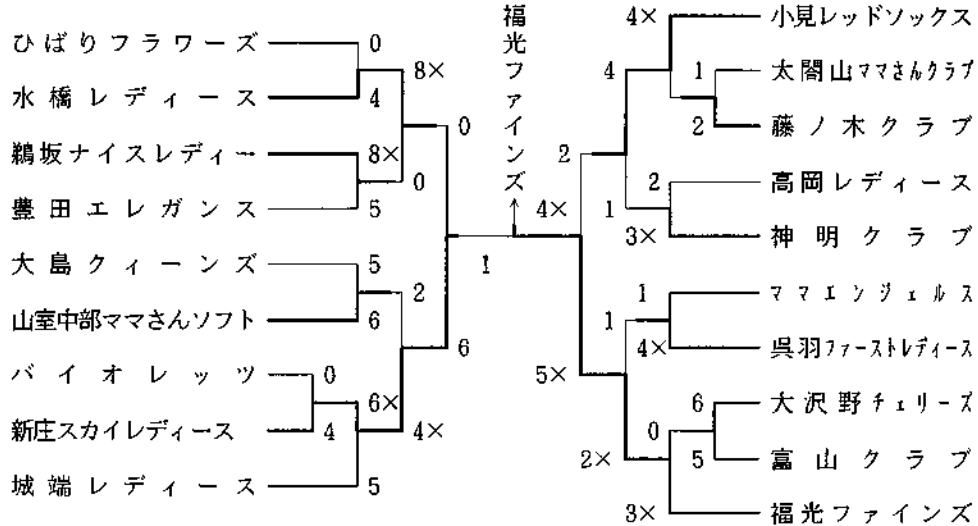 ひばりフラワーズ
0
8×
水橋レディース
4
0
鵜坂ナイスレディー
8×
0
豊田エレガンス
5
大島クィーンズ
5
2
山室中部ママさんソフト
6
6
バイオレッツ
0
6×
新庄スカイレディース
4
4×
城端レディース
5
1
福光ファインズ
4×
小見レッドソックス
4×
4
太閤山ママさんクラブ
1
藤ノ木クラブ
2
2
高岡レディース
2
1
神明クラブ
3×
ママエンジェルス
1
1
呉羽ファーストレディース
4×
5×
大沢野チェリーズ
6
0
富山クラブ
5
2×
福光ファインズ
3×